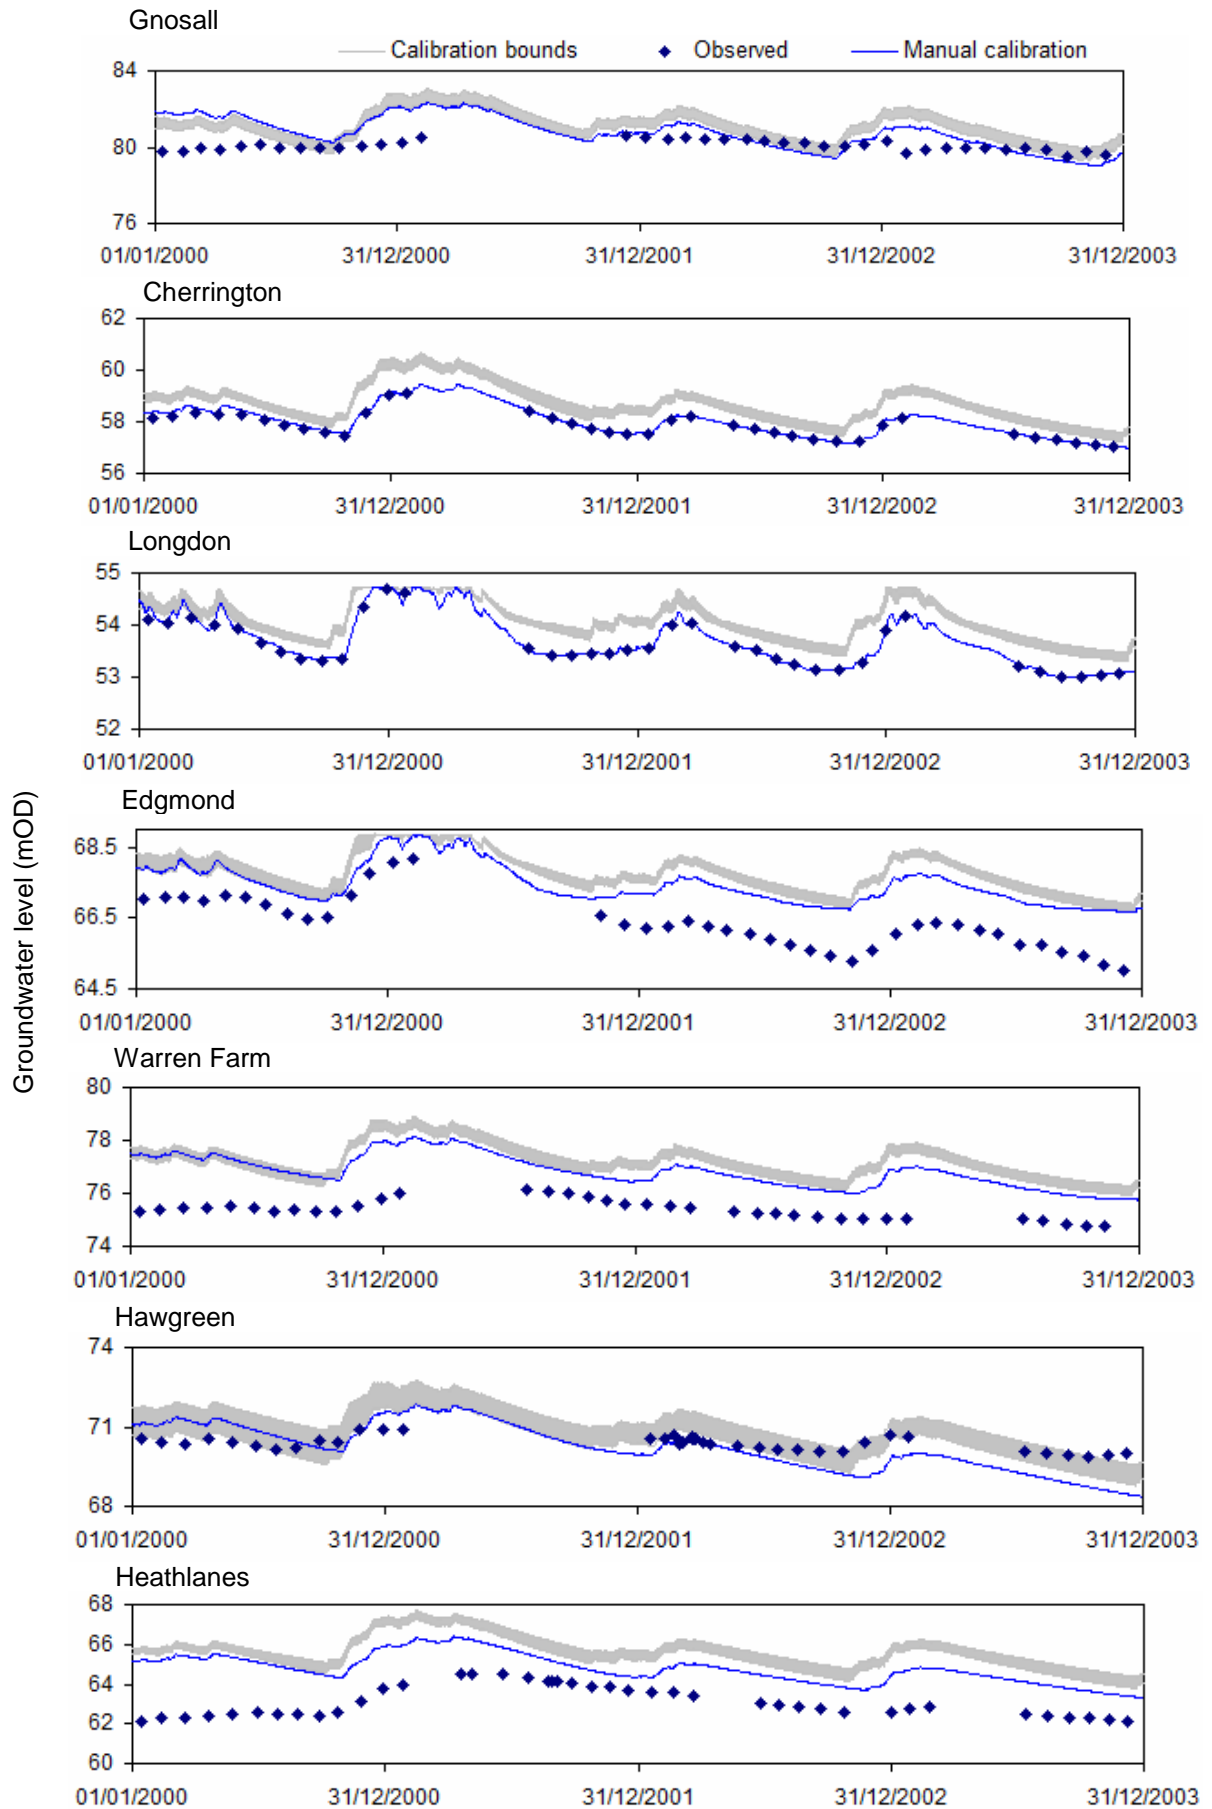 Gnosall
Calibration bounds Observed Manual calibration
84
80
76
01/01/2000 31/12/2000 31/12/2001 31/12/2002 31/12/2003
Cherrington
62
60
58
56
01/01/2000 31/12/2000 31/12/2001 31/12/2002 31/12/2003
Longdon
55
54
53
52
01/01/2000 31/12/2000 31/12/2001 31/12/2002 31/12/2003
Groundwater level (mOD)
Edgmond
68.5
66.5
64.5
01/01/2000 31/12/2000 31/12/2001 31/12/2002 31/12/2003
Warren Farm
80
78
76
74
01/01/2000 31/12/2000 31/12/2001 31/12/2002 31/12/2003
Hawgreen
74
71
68
01/01/2000 31/12/2000 31/12/2001 31/12/2002 31/12/2003
Heathlanes
68
66
64
62
60
01/01/2000 31/12/2000 31/12/2001 31/12/2002 31/12/2003